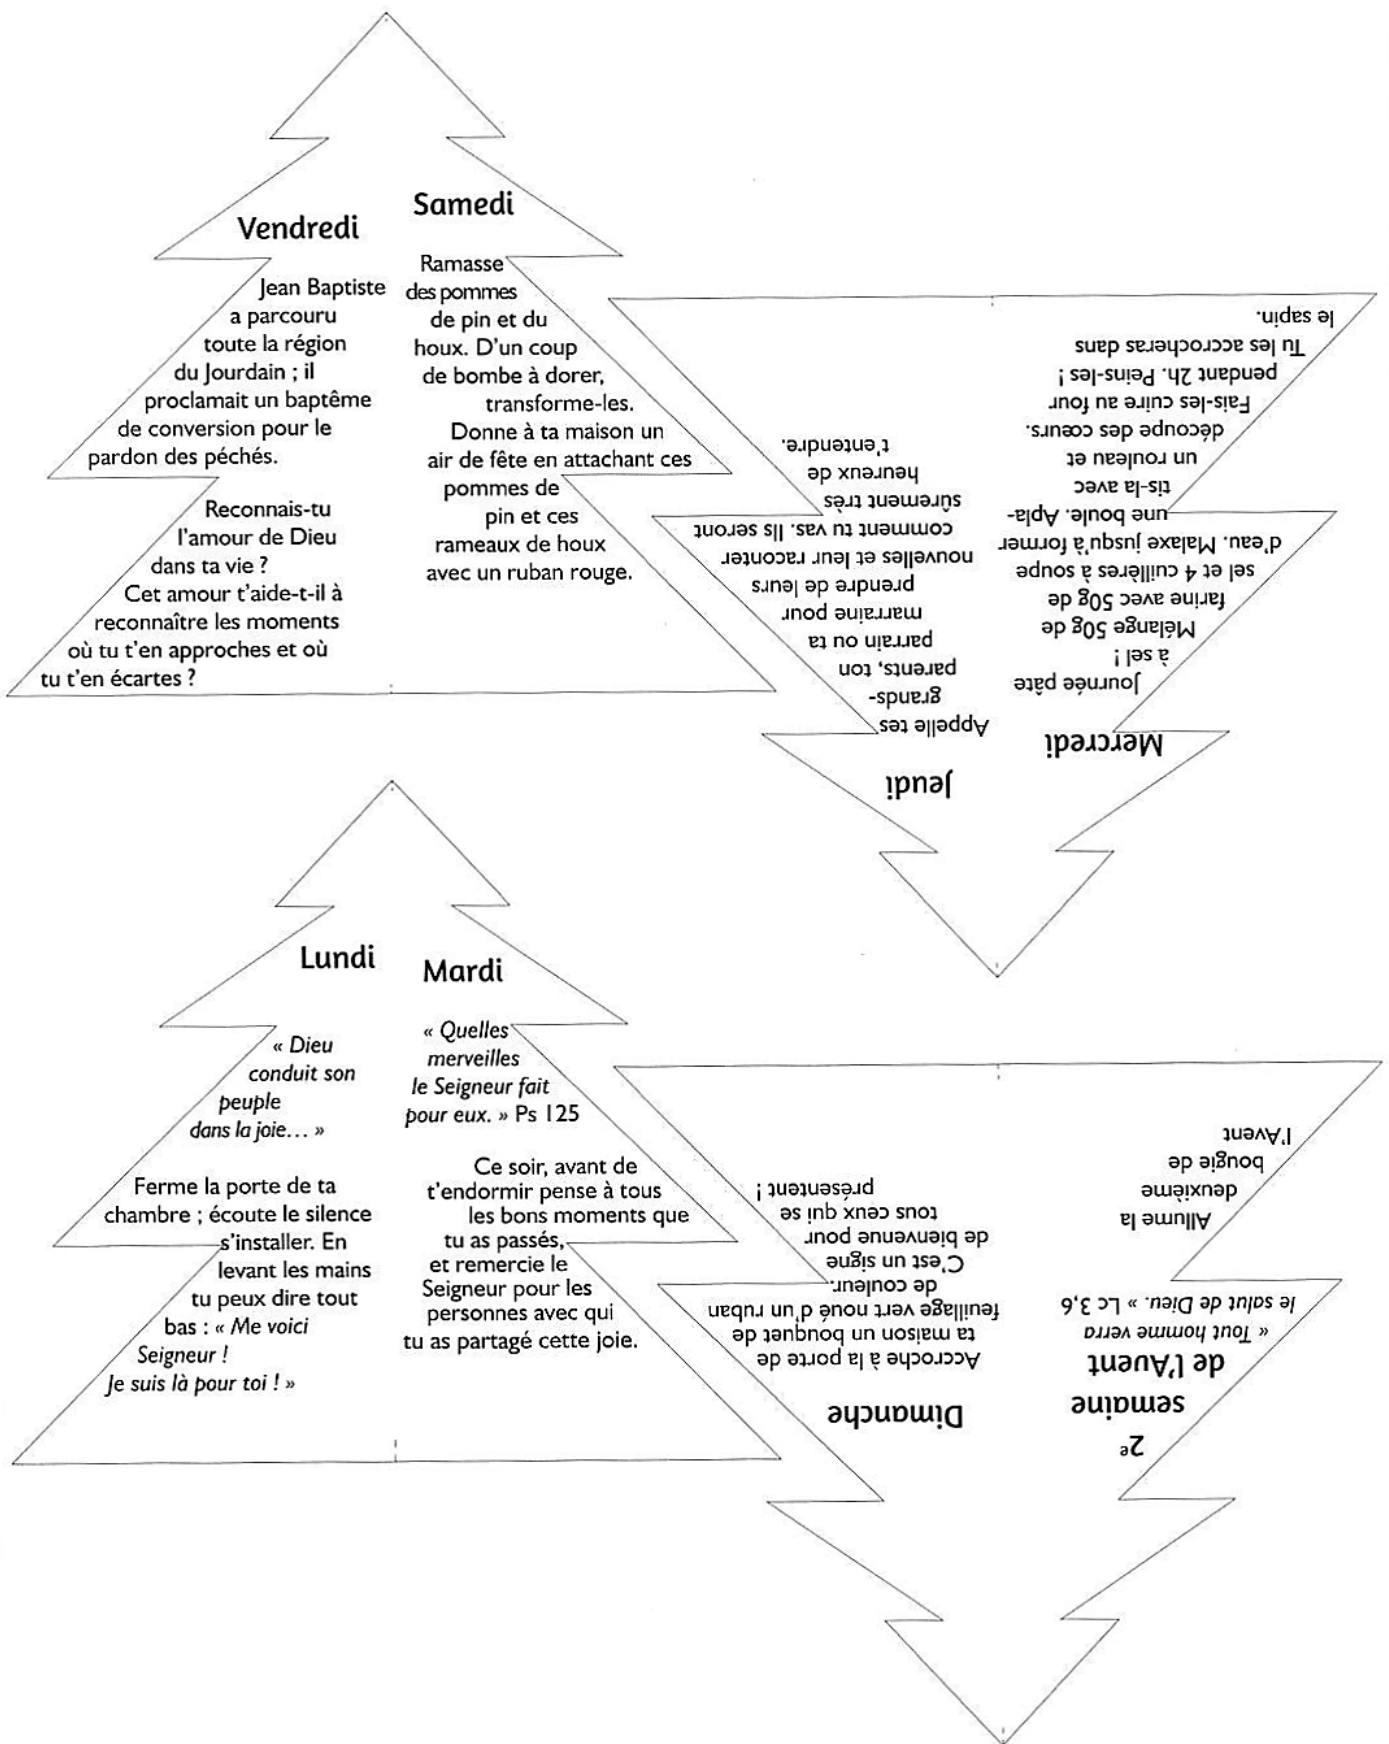 Vendredi
Jean Baptiste
a parcouru
toute la région
du Jourdain ; il
proclamait un baptême
de conversion pour le
pardon des péchés.
Reconnais-tu
l'amour de Dieu
dans ta vie ?
Cet amour t'aide-t-il à
reconnaître les moments
où tu t'en approches et où
tu t'en écartes ?
Samedi
Ramasse
des pommes
de pin et du
houx. D'un coup
de bombe à dorer,
transforme-les.
Donne à ta maison un
air de fête en attachant ces
pommes de
pin et ces
rameaux de houx
avec un ruban rouge.
Mercredi
Journée pâte
à sel !
Mélange 50g de
farine avec 50g de
sel et 4 cuillères à soupe
d'eau. Malaxe jusqu'à former
une boule. Apla-
tis-la avec
un rouleau et
découpe des cœurs.
Fais-les cuire au four
pendant 2h. Peins-les !
Tu les accrocheras dans
le sapin.
Jeudi
Appelle tes
grands-
parents, ton
parrain ou ta
marraine pour
prendre de leurs
nouvelles et leur raconter
comment tu vas. Ils seront
sûrement très
heureux de
t'entendre.
Lundi
« Dieu
conduit son
peuple
dans la joie... »
Ferme la porte de ta
chambre ; écoute le silence
s'installer. En
levant les mains
tu peux dire tout
bas : « Me voici
Seigneur !
Je suis là pour toi ! »
Mardi
« Quelles
merveilles
le Seigneur fait
pour eux. » Ps 125
Ce soir, avant de
t'endormir pense à tous
les bons moments que
tu as passés,
et remercie le
Seigneur pour les
personnes avec qui
tu as partagé cette joie.
2e
semaine
de l'Avent
« Tout homme verra
le salut de Dieu. » Lc 3,6
Allume la
deuxième
bougie de
l'Avent
Dimanche
Accroche à la porte de
ta maison un bouquet de
feuillage vert noué d'un ruban
de couleur.
C'est un signe
de bienvenue pour
tous ceux qui se
présentent !